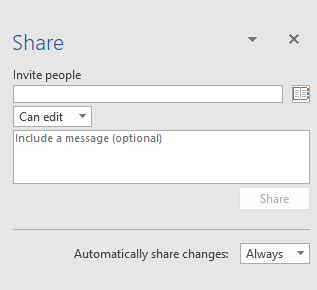 Share
Invite people
Can edit
Include a message (optional)
Share
Automatically share changes: Always